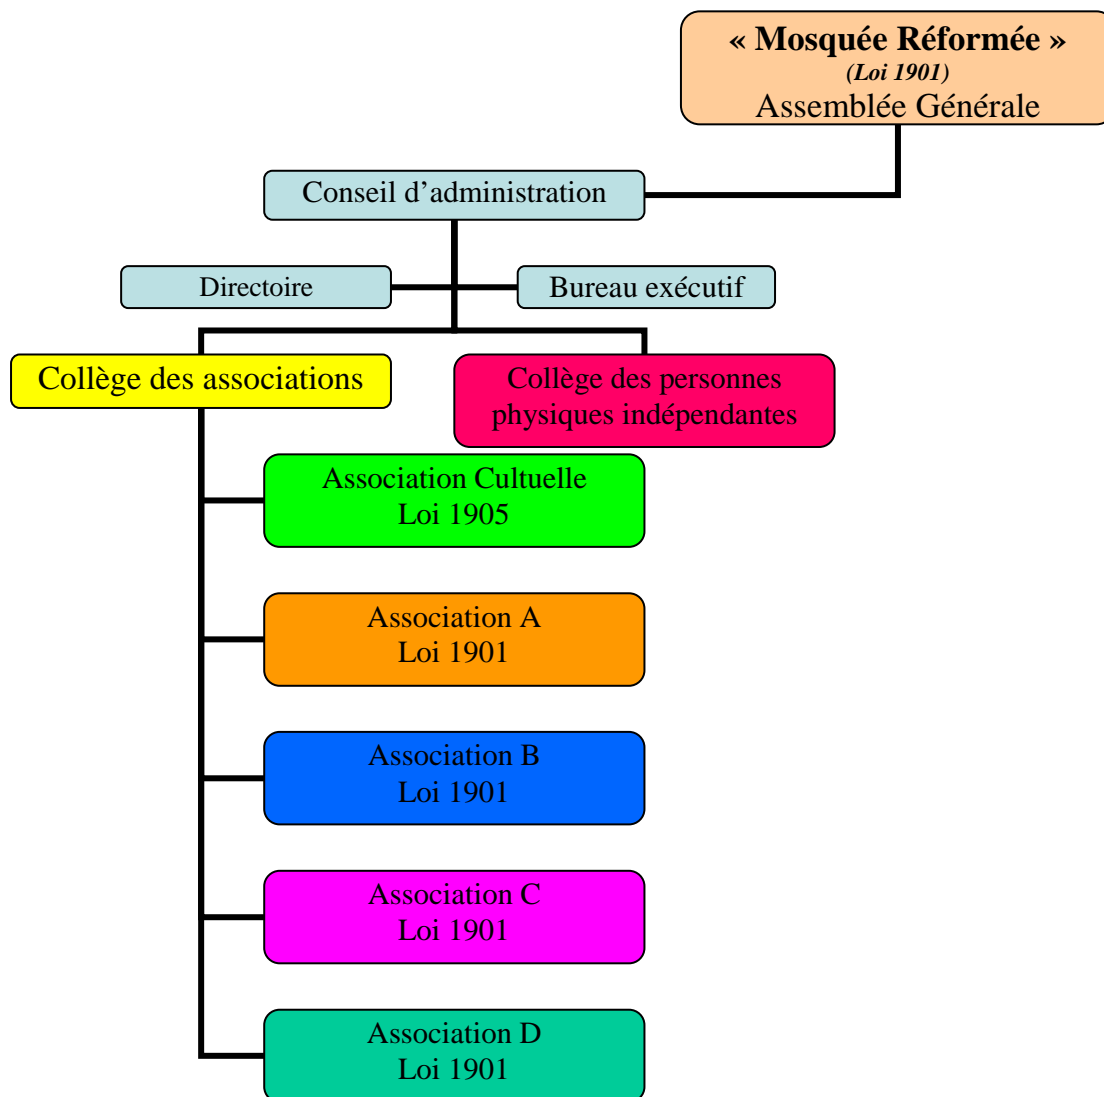 « Mosquée Réformée »
(Loi 1901)
Assemblée Générale
Conseil d’administration
Directoire
Bureau exécutif
Collège des associations
Collège des personnes
physiques indépendantes
Association Cultuelle
Loi 1905
Association A
Loi 1901
Association B
Loi 1901
Association C
Loi 1901
Association D
Loi 1901